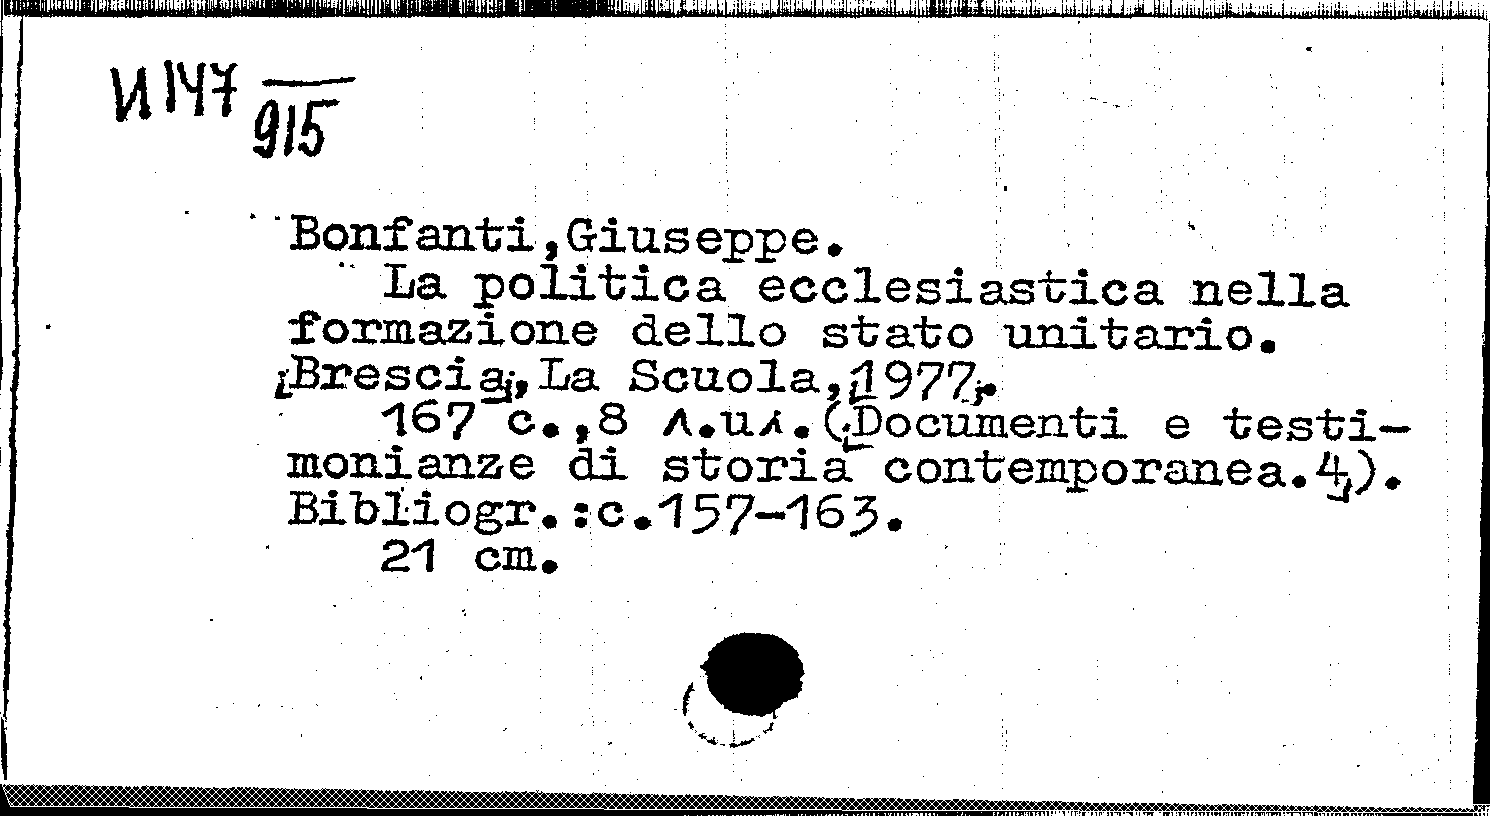 И 147
915
Bonfanti, Giuseppe.
La politica ecclesiastica nella
formazione dello stato unitario.
[Brescia], La Scuola, [1977].
167 с., 8 л.ил. ([Documenti e testi-
monianze di storia contemporanea. 4]).
Bibliogr.: с.157-163.
21 cm.